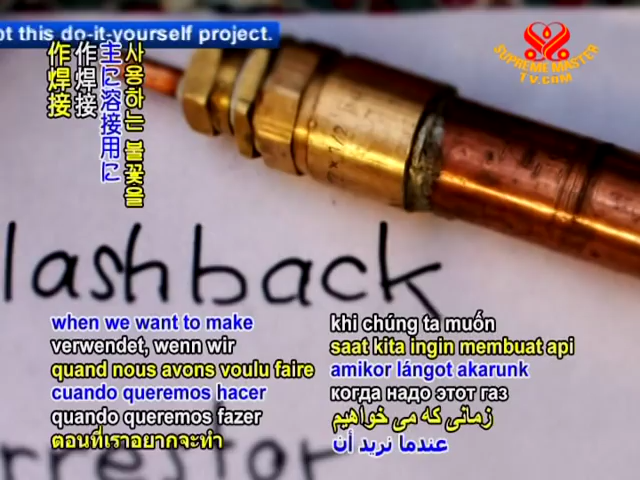 pt this do-it-yourself project.
SUPREME MASTER
TV.COM
作焊接
作焊接
主に溶接用に
사용하는 불꽃을
1/2
lashback
when we want to make
verwendet, wenn wir
quand nous avons voulu faire
cuando queremos hacer
quando queremos fazer
ตอนที่เราอยากจะทำ
khi chúng ta muốn
saat kita ingin membuat api
amikor lángot akarunk
когда надо этот газ
زمانی که می خواهیم
عندما نريد أن
rrestor